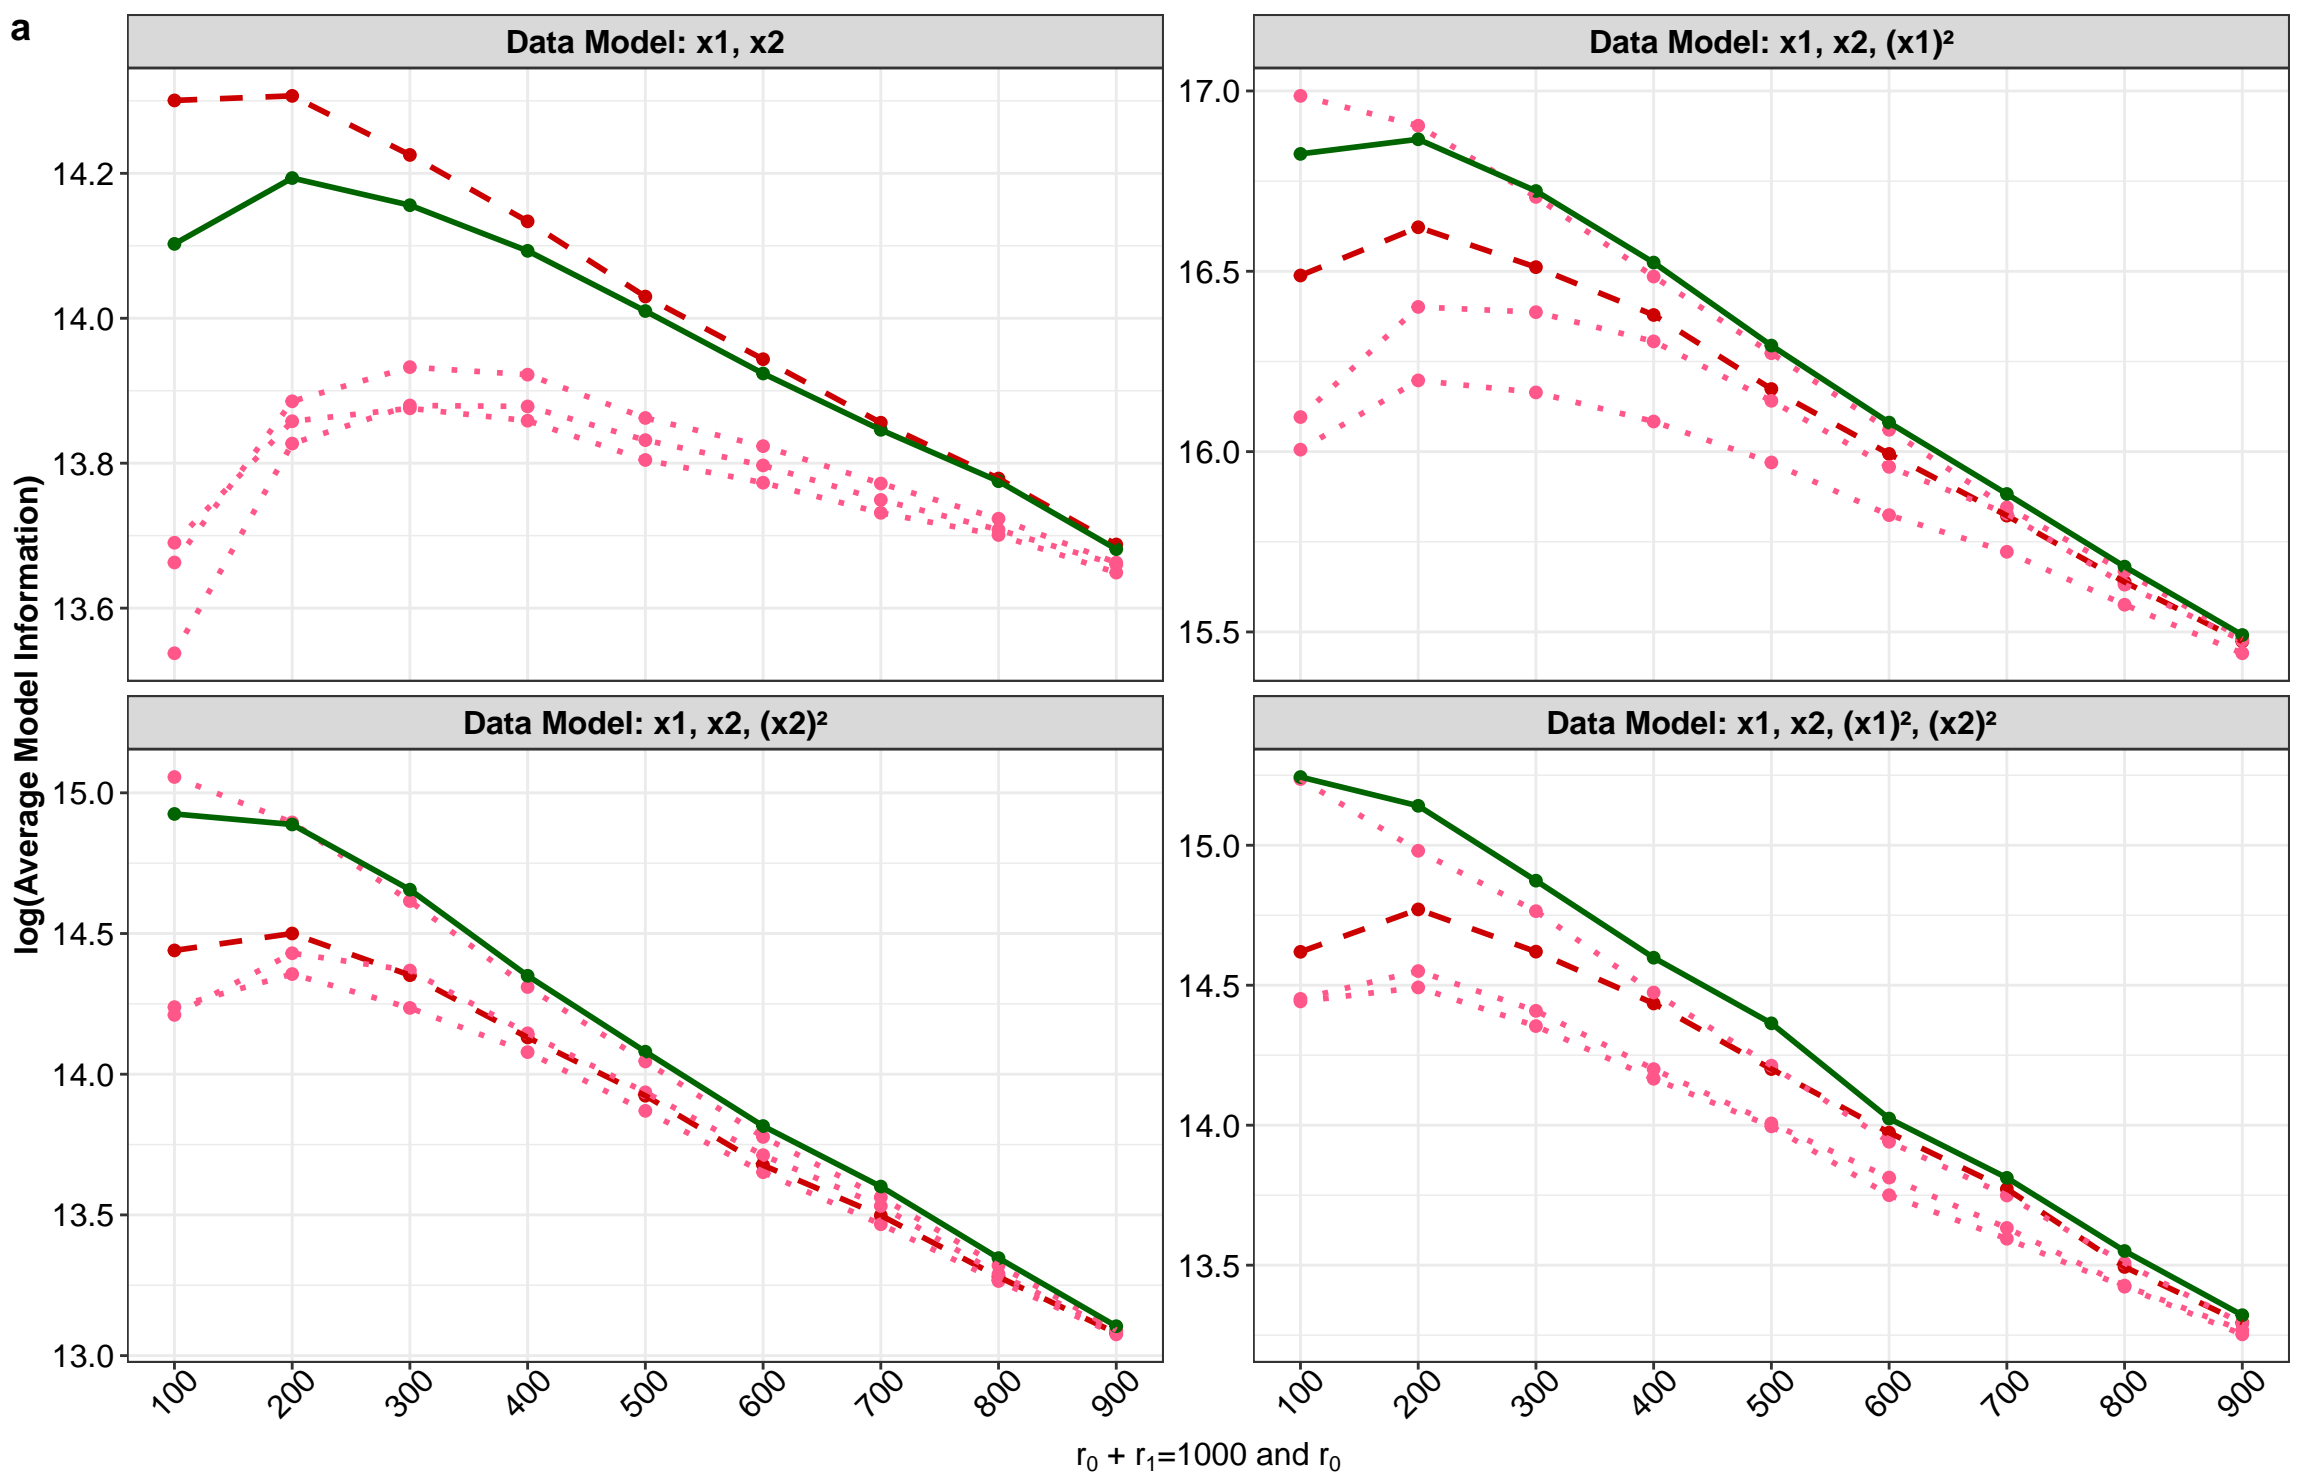 a
Data Model: x1, x2
Data Model: x1, x2, (x1)²
14.2
14.0
13.8
13.6
17.0
16.5
16.0
15.5
log(Average Model Information)
Data Model: x1, x2, (x2)²
Data Model: x1, x2, (x1)², (x2)²
15.0
14.5
14.0
13.5
13.0
15.0
14.5
14.0
13.5
100 200 300 400 500 600 700 800 900
100 200 300 400 500 600 700 800 900
r₀ + r₁=1000 and r₀